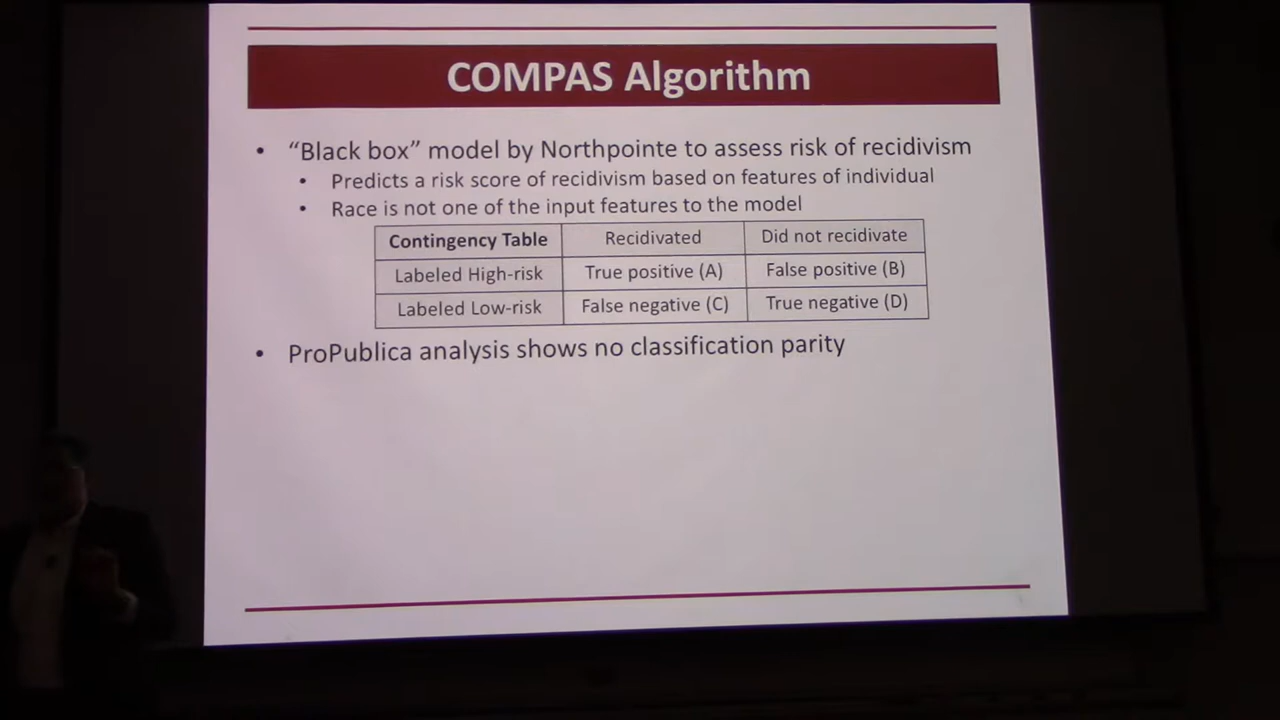 COMPAS Algorithm
• “Black box” model by Northpointe to assess risk of recidivism
• Predicts a risk score of recidivism based on features of individual
• Race is not one of the input features to the model
Contingency Table Recidivated Did not recidivate
Labeled High-risk True positive (A) False positive (B)
Labeled Low-risk False negative (C) True negative (D)
• ProPublica analysis shows no classification parity